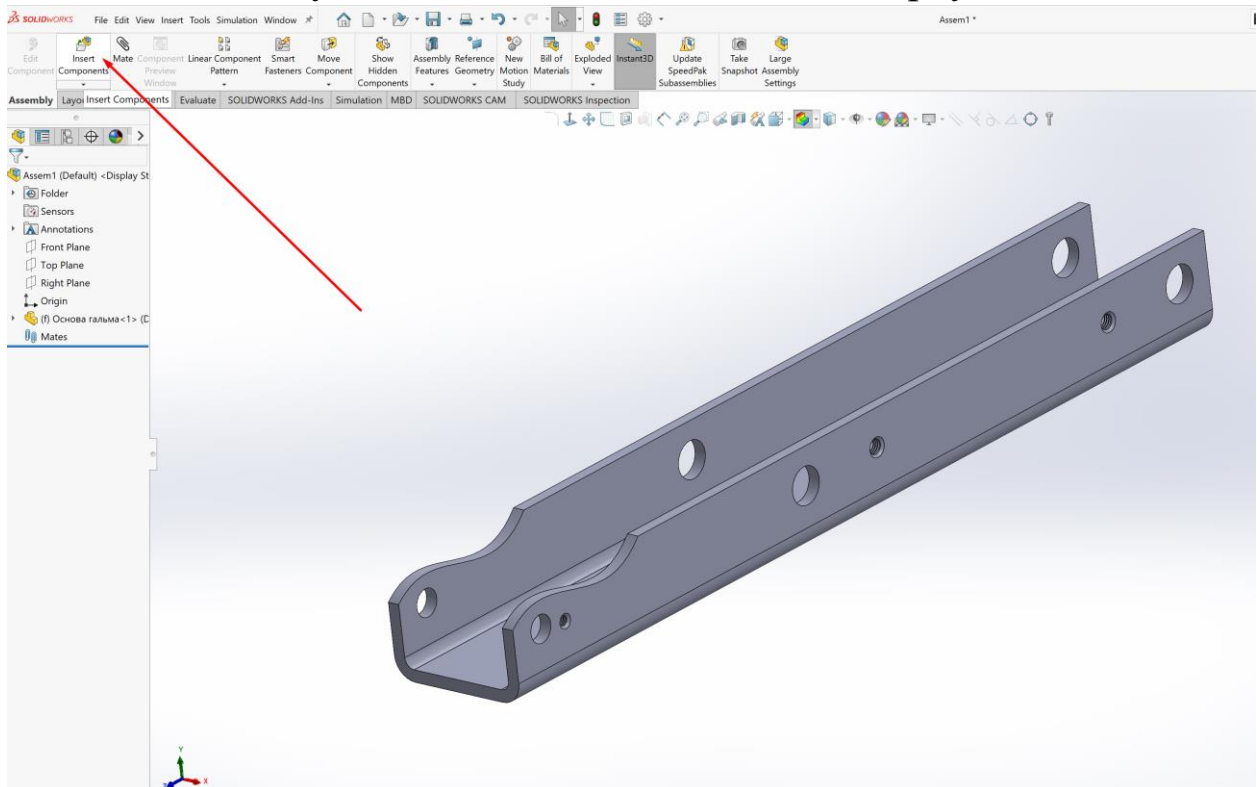 SOLIDWORKS File Edit View Insert Tools Simulation Window Assem1 *
Edit Component
Insert Components
Mate
Component Preview Window
Linear Component Pattern
Smart Fasteners
Move Component
Show Hidden Components
Assembly Features
Reference Geometry
New Motion Study
Bill of Materials
Exploded View
Instant3D
Update SpeedPak Subassemblies
Take Snapshot
Large Assembly Settings
Assembly Layo Insert Components Evaluate SOLIDWORKS Add-Ins Simulation MBD SOLIDWORKS CAM SOLIDWORKS Inspection
Assem1 (Default) <Display St
Folder
Sensors
Annotations
Front Plane
Top Plane
Right Plane
Origin
(f) Основа гальма<1> (D
Mates
Y
X
Z